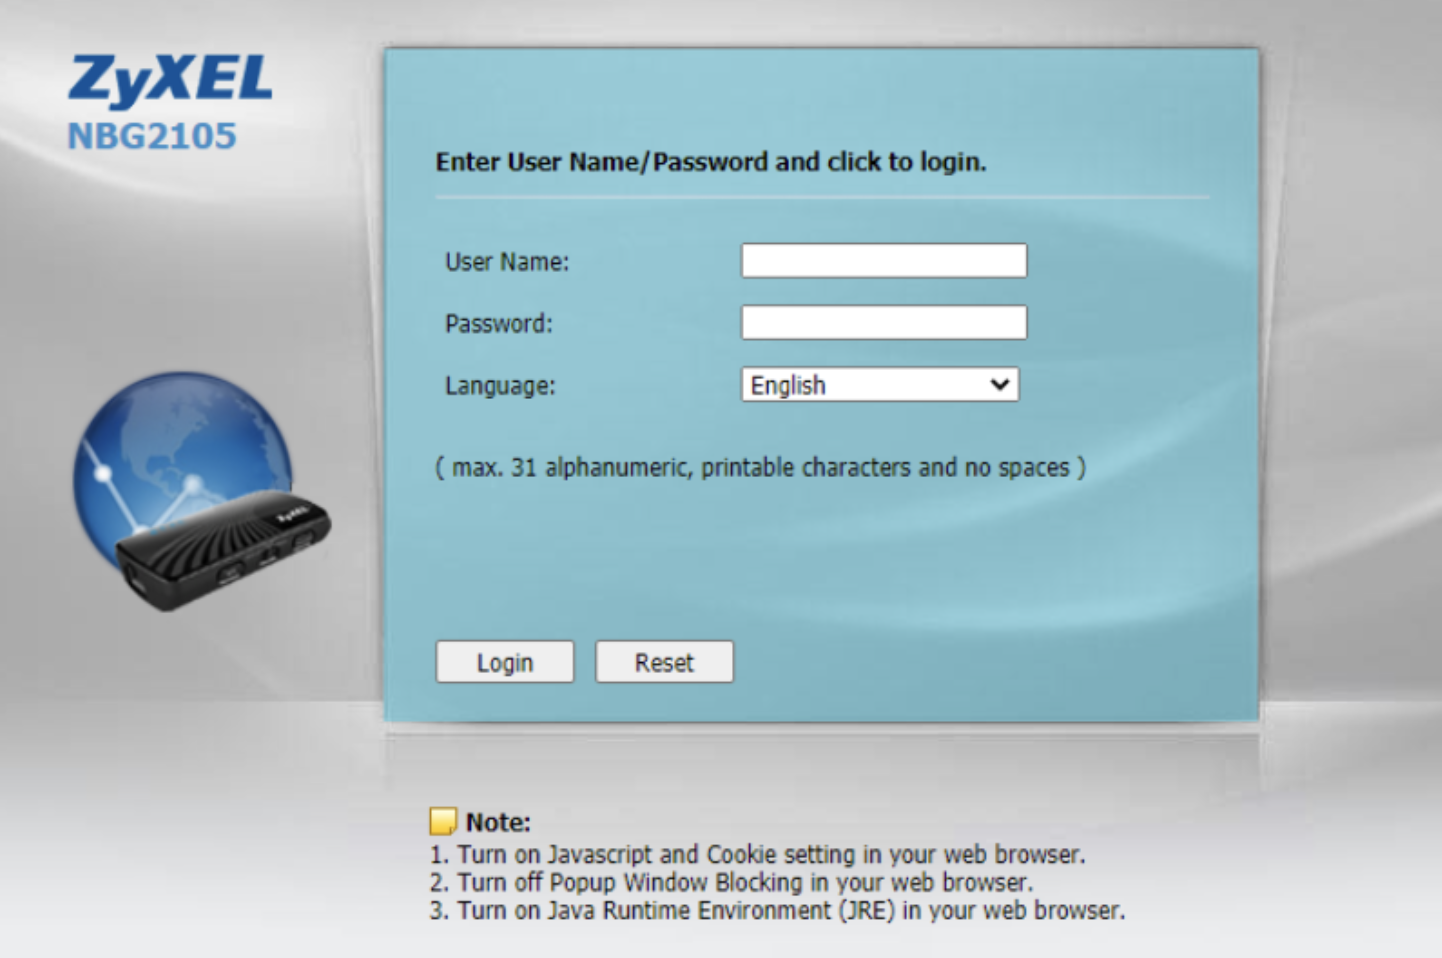 ZyXEL
NBG2105
Enter User Name/Password and click to login.
User Name:
Password:
Language:
English
( max. 31 alphanumeric, printable characters and no spaces )
ZyXEL
Login
Reset
Note:
1. Turn on Javascript and Cookie setting in your web browser.
2. Turn off Popup Window Blocking in your web browser.
3. Turn on Java Runtime Environment (JRE) in your web browser.